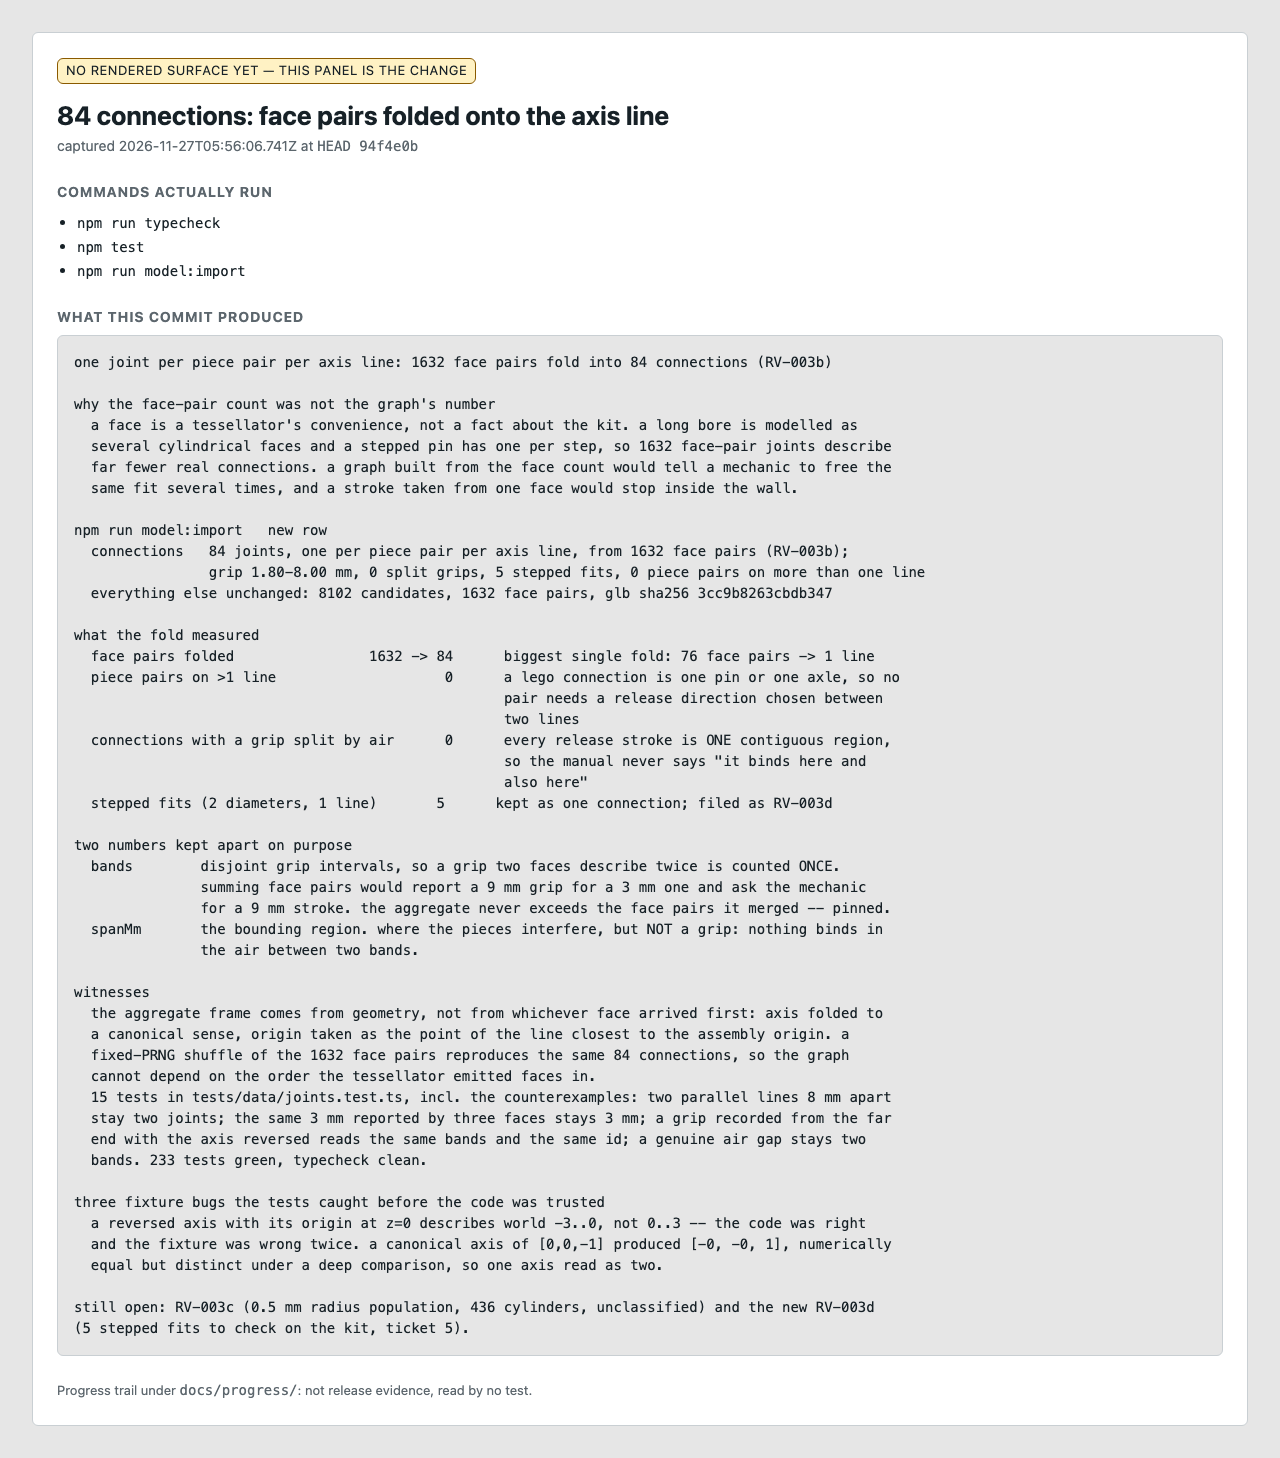 NO RENDERED SURFACE YET — THIS PANEL IS THE CHANGE
84 connections: face pairs folded onto the axis line
captured 2026-11-27T05:56:06.741Z at HEAD 94f4e0b
COMMANDS ACTUALLY RUN
• npm run typecheck
• npm test
• npm run model:import
WHAT THIS COMMIT PRODUCED
one joint per piece pair per axis line: 1632 face pairs fold into 84 connections (RV-003b)
why the face-pair count was not the graph's number
a face is a tessellator's convenience, not a fact about the kit. a long bore is modelled as
several cylindrical faces and a stepped pin has one per step, so 1632 face-pair joints describe
far fewer real connections. a graph built from the face count would tell a mechanic to free the
same fit several times, and a stroke taken from one face would stop inside the wall.
npm run model:import   new row
connections   84 joints, one per piece pair per axis line, from 1632 face pairs (RV-003b);
grip 1.80-8.00 mm, 0 split grips, 5 stepped fits, 0 piece pairs on more than one line
everything else unchanged: 8102 candidates, 1632 face pairs, glb sha256 3cc9b8263cbdb347
what the fold measured
face pairs folded                1632 -> 84      biggest single fold: 76 face pairs -> 1 line
piece pairs on >1 line                    0      a lego connection is one pin or one axle, so no
pair needs a release direction chosen between
two lines
connections with a grip split by air      0      every release stroke is ONE contiguous region,
so the manual never says "it binds here and
also here"
stepped fits (2 diameters, 1 line)       5      kept as one connection; filed as RV-003d
two numbers kept apart on purpose
bands        disjoint grip intervals, so a grip two faces describe twice is counted ONCE.
summing face pairs would report a 9 mm grip for a 3 mm one and ask the mechanic
for a 9 mm stroke. the aggregate never exceeds the face pairs it merged -- pinned.
spanMm       the bounding region. where the pieces interfere, but NOT a grip: nothing binds in
the air between two bands.
witnesses
the aggregate frame comes from geometry, not from whichever face arrived first: axis folded to
a canonical sense, origin taken as the point of the line closest to the assembly origin. a
fixed-PRNG shuffle of the 1632 face pairs reproduces the same 84 connections, so the graph
cannot depend on the order the tessellator emitted faces in.
15 tests in tests/data/joints.test.ts, incl. the counterexamples: two parallel lines 8 mm apart
stay two joints; the same 3 mm reported by three faces stays 3 mm; a grip recorded from the far
end with the axis reversed reads the same bands and the same id; a genuine air gap stays two
bands. 233 tests green, typecheck clean.
three fixture bugs the tests caught before the code was trusted
a reversed axis with its origin at z=0 describes world -3..0, not 0..3 -- the code was right
and the fixture was wrong twice. a canonical axis of [0,0,-1] produced [-0, -0, 1], numerically
equal but distinct under a deep comparison, so one axis read as two.
still open: RV-003c (0.5 mm radius population, 436 cylinders, unclassified) and the new RV-003d
(5 stepped fits to check on the kit, ticket 5).
Progress trail under docs/progress/: not release evidence, read by no test.